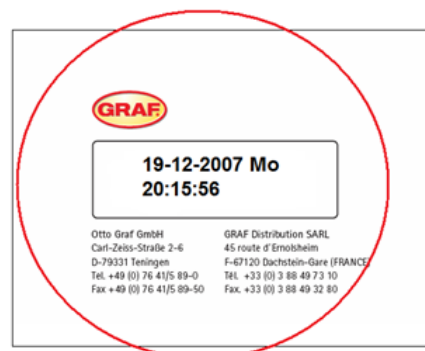 GRAF
19-12-2007 Mo
20:15:56
Otto Graf GmbH
Carl-Zeiss-Straße 2-6
D-79331 Teningen
Tel. +49 (0) 76 41/5 89-0
Fax +49 (0) 76 41/5 89-50
GRAF Distribution SARL
45 route d'Ernolsheim
F-67120 Dachstein-Gare (FRANCE)
Tél. +33 (0) 3 88 49 73 10
Fax. +33 (0) 3 88 49 32 80